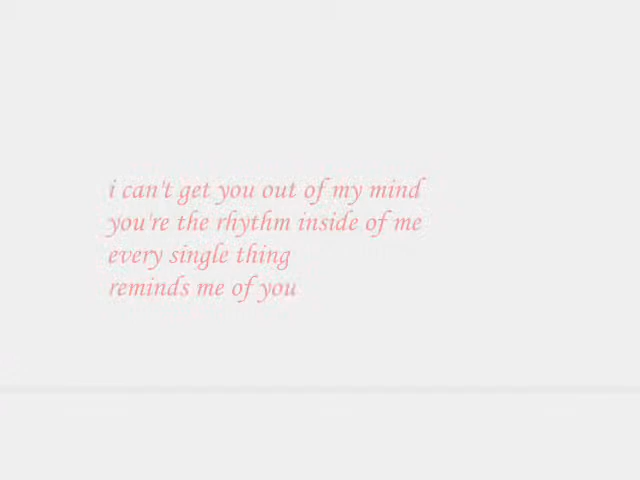 i can't get you out of my mind
you're the rhythm inside of me
every single thing
reminds me of you